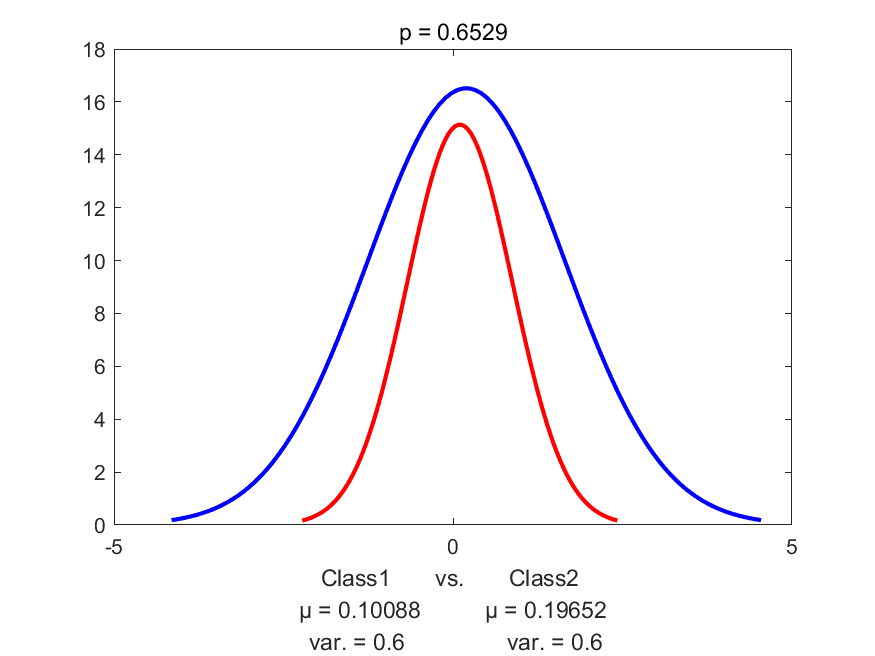 p = 0.6529
18
16
14
12
10
8
6
4
2
0
-5 0 5
Class1 vs. Class2
μ = 0.10088 μ = 0.19652
var. = 0.6 var. = 0.6